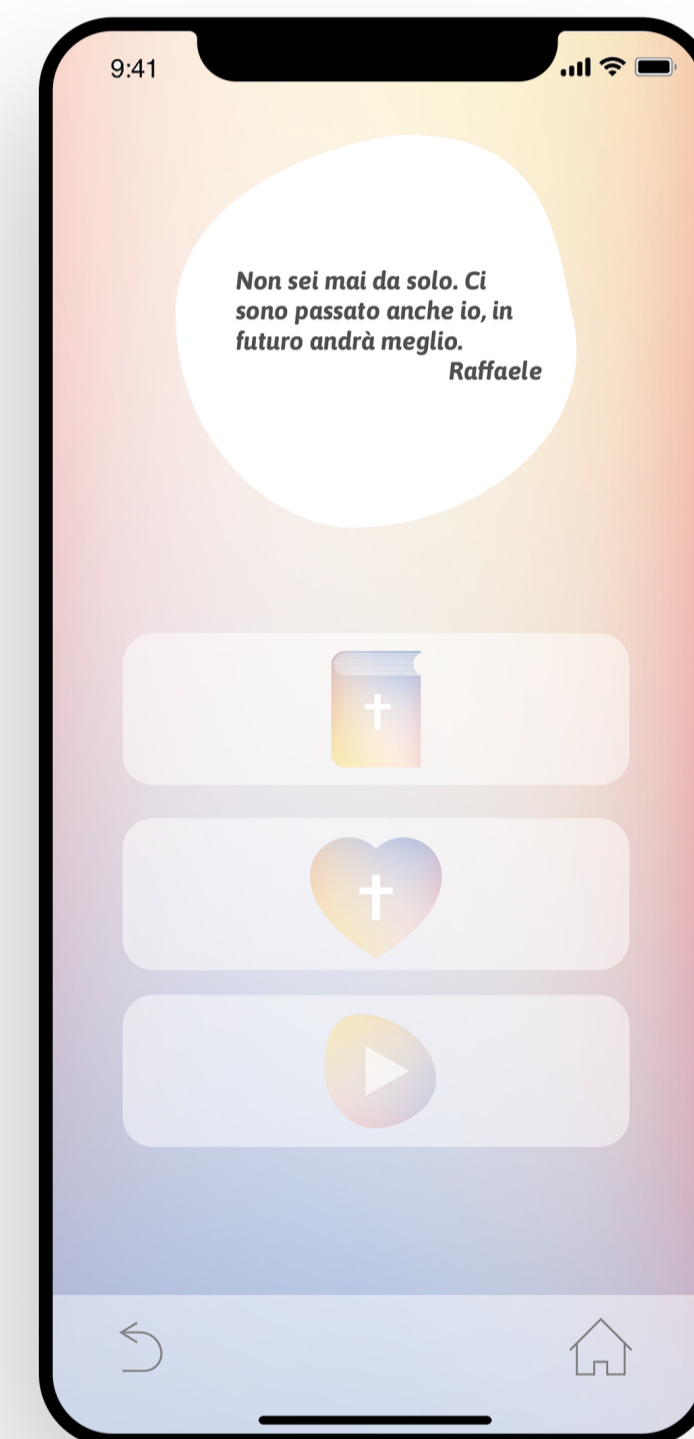 9:41
Non sei mai da solo. Ci
sono passato anche io, in
futuro andrà meglio.
Raffaele